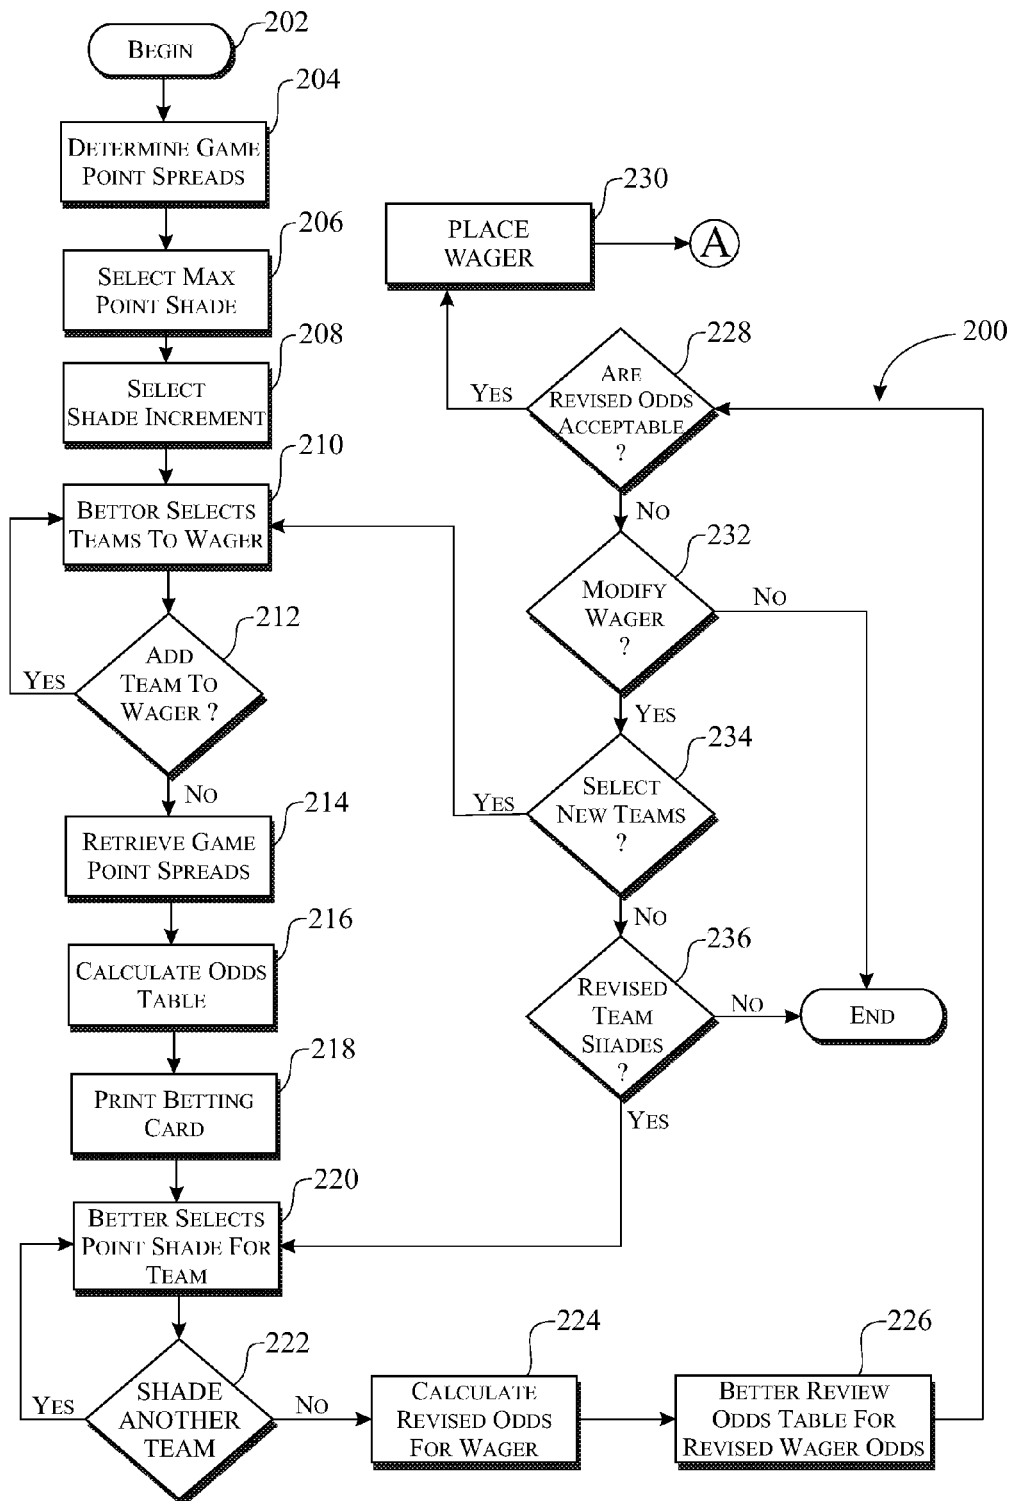 202
BEGIN
204
DETERMINE GAME
POINT SPREADS
206
SELECT MAX
POINT SHADE
208
SELECT
SHADE INCREMENT
210
BETTOR SELECTS
TEAMS TO WAGER
212
ADD
TEAM TO
WAGER ?
YES
NO
214
RETRIEVE GAME
POINT SPREADS
216
CALCULATE ODDS
TABLE
218
PRINT BETTING
CARD
220
BETTER SELECTS
POINT SHADE FOR
TEAM
222
SHADE
ANOTHER
TEAM
YES
NO
224
CALCULATE
REVISED ODDS
FOR WAGER
226
BETTER REVIEW
ODDS TABLE FOR
REVISED WAGER ODDS
200
228
ARE
REVISED ODDS
ACCEPTABLE
?
YES
NO
230
PLACE
WAGER
A
232
MODIFY
WAGER
?
NO
YES
234
SELECT
NEW TEAMS
?
YES
NO
236
REVISED
TEAM
SHADES
?
NO
YES
END